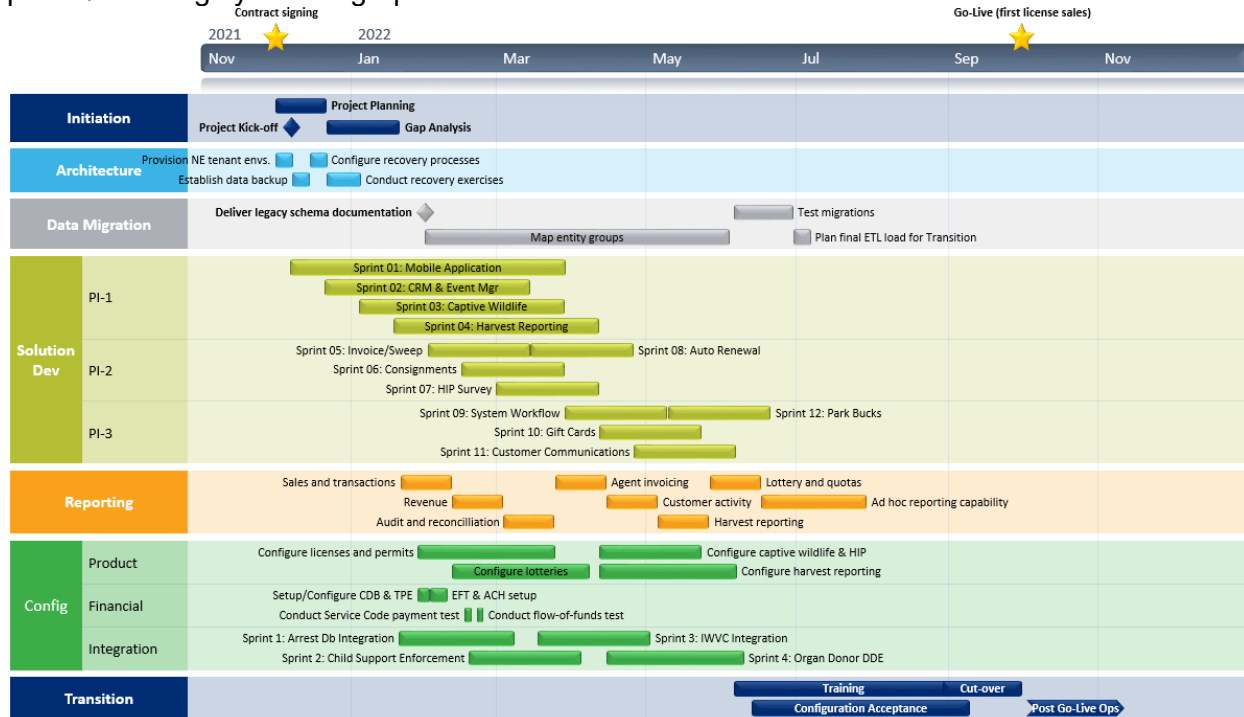 Contract signing
Go-Live (first license sales)
2021 2022
Nov Jan Mar May Jul Sep Nov
Initiation
Project Planning
Project Kick-off Gap Analysis
Architecture
Provision NE tenant envs. Configure recovery processes
Establish data backup Conduct recovery exercises
Data Migration
Deliver legacy schema documentation Test migrations
Map entity groups Plan final ETL load for Transition
Solution Dev
PI-1
Sprint 01: Mobile Application
Sprint 02: CRM & Event Mgr
Sprint 03: Captive Wildlife
Sprint 04: Harvest Reporting
PI-2
Sprint 05: Invoice/Sweep Sprint 08: Auto Renewal
Sprint 06: Consignments
Sprint 07: HIP Survey
PI-3
Sprint 09: System Workflow Sprint 12: Park Bucks
Sprint 10: Gift Cards
Sprint 11: Customer Communications
Reporting
Sales and transactions Agent invoicing Lottery and quotas
Revenue Customer activity Ad hoc reporting capability
Audit and reconcilliation Harvest reporting
Config
Product
Configure licenses and permits Configure captive wildlife & HIP
Configure lotteries Configure harvest reporting
Financial
Setup/Configure CDB & TPE EFT & ACH setup
Conduct Service Code payment test Conduct flow-of-funds test
Integration
Sprint 1: Arrest Db Integration Sprint 3: IWVC Integration
Sprint 2: Child Support Enforcement Sprint 4: Organ Donor DDE
Transition
Training Cut-over
Configuration Acceptance Post Go-Live Ops